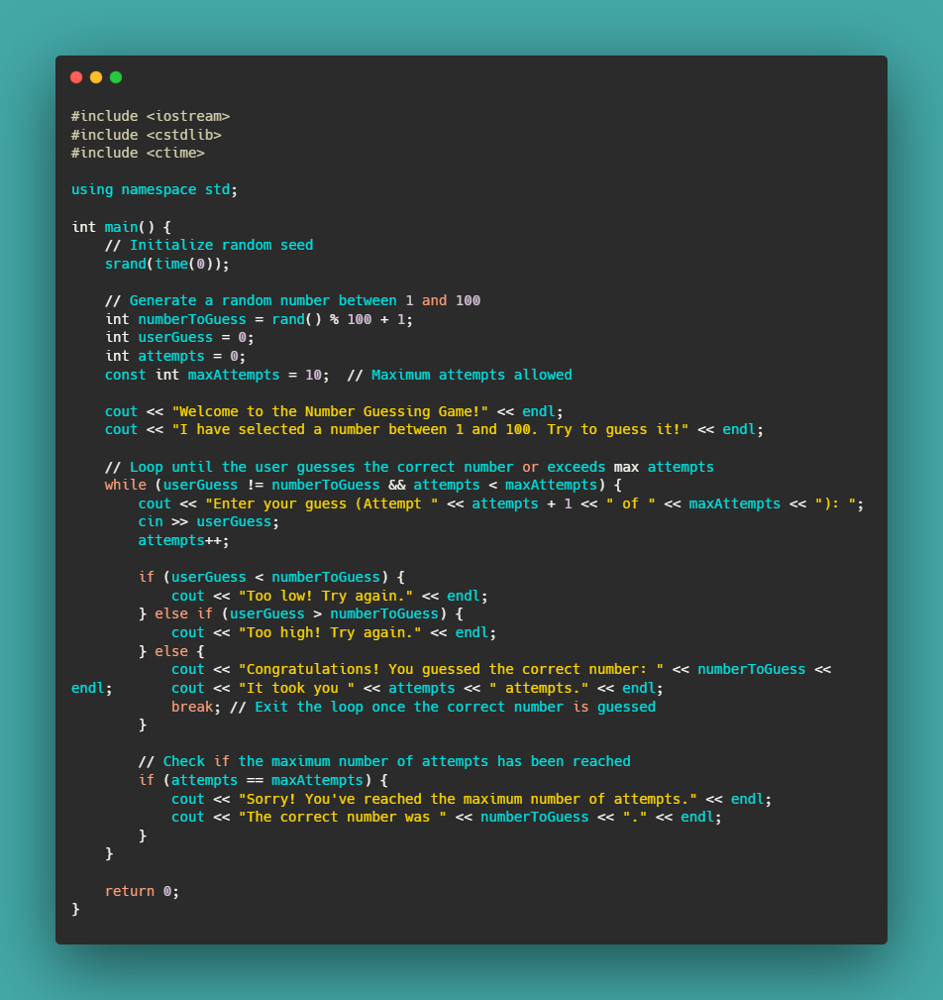 #include <iostream>
#include <cstdlib>
#include <ctime>

using namespace std;

int main() {
    // Initialize random seed
    srand(time(0));

    // Generate a random number between 1 and 100
    int numberToGuess = rand() % 100 + 1;
    int userGuess = 0;
    int attempts = 0;
    const int maxAttempts = 10;  // Maximum attempts allowed

    cout << "Welcome to the Number Guessing Game!" << endl;
    cout << "I have selected a number between 1 and 100. Try to guess it!" << endl;

    // Loop until the user guesses the correct number or exceeds max attempts
    while (userGuess != numberToGuess && attempts < maxAttempts) {
        cout << "Enter your guess (Attempt " << attempts + 1 << " of " << maxAttempts << "): ";
        cin >> userGuess;
        attempts++;

        if (userGuess < numberToGuess) {
            cout << "Too low! Try again." << endl;
        } else if (userGuess > numberToGuess) {
            cout << "Too high! Try again." << endl;
        } else {
            cout << "Congratulations! You guessed the correct number: " << numberToGuess <<
endl;       cout << "It took you " << attempts << " attempts." << endl;
            break; // Exit the loop once the correct number is guessed
        }

        // Check if the maximum number of attempts has been reached
        if (attempts == maxAttempts) {
            cout << "Sorry! You've reached the maximum number of attempts." << endl;
            cout << "The correct number was " << numberToGuess << "." << endl;
        }
    }

    return 0;
}